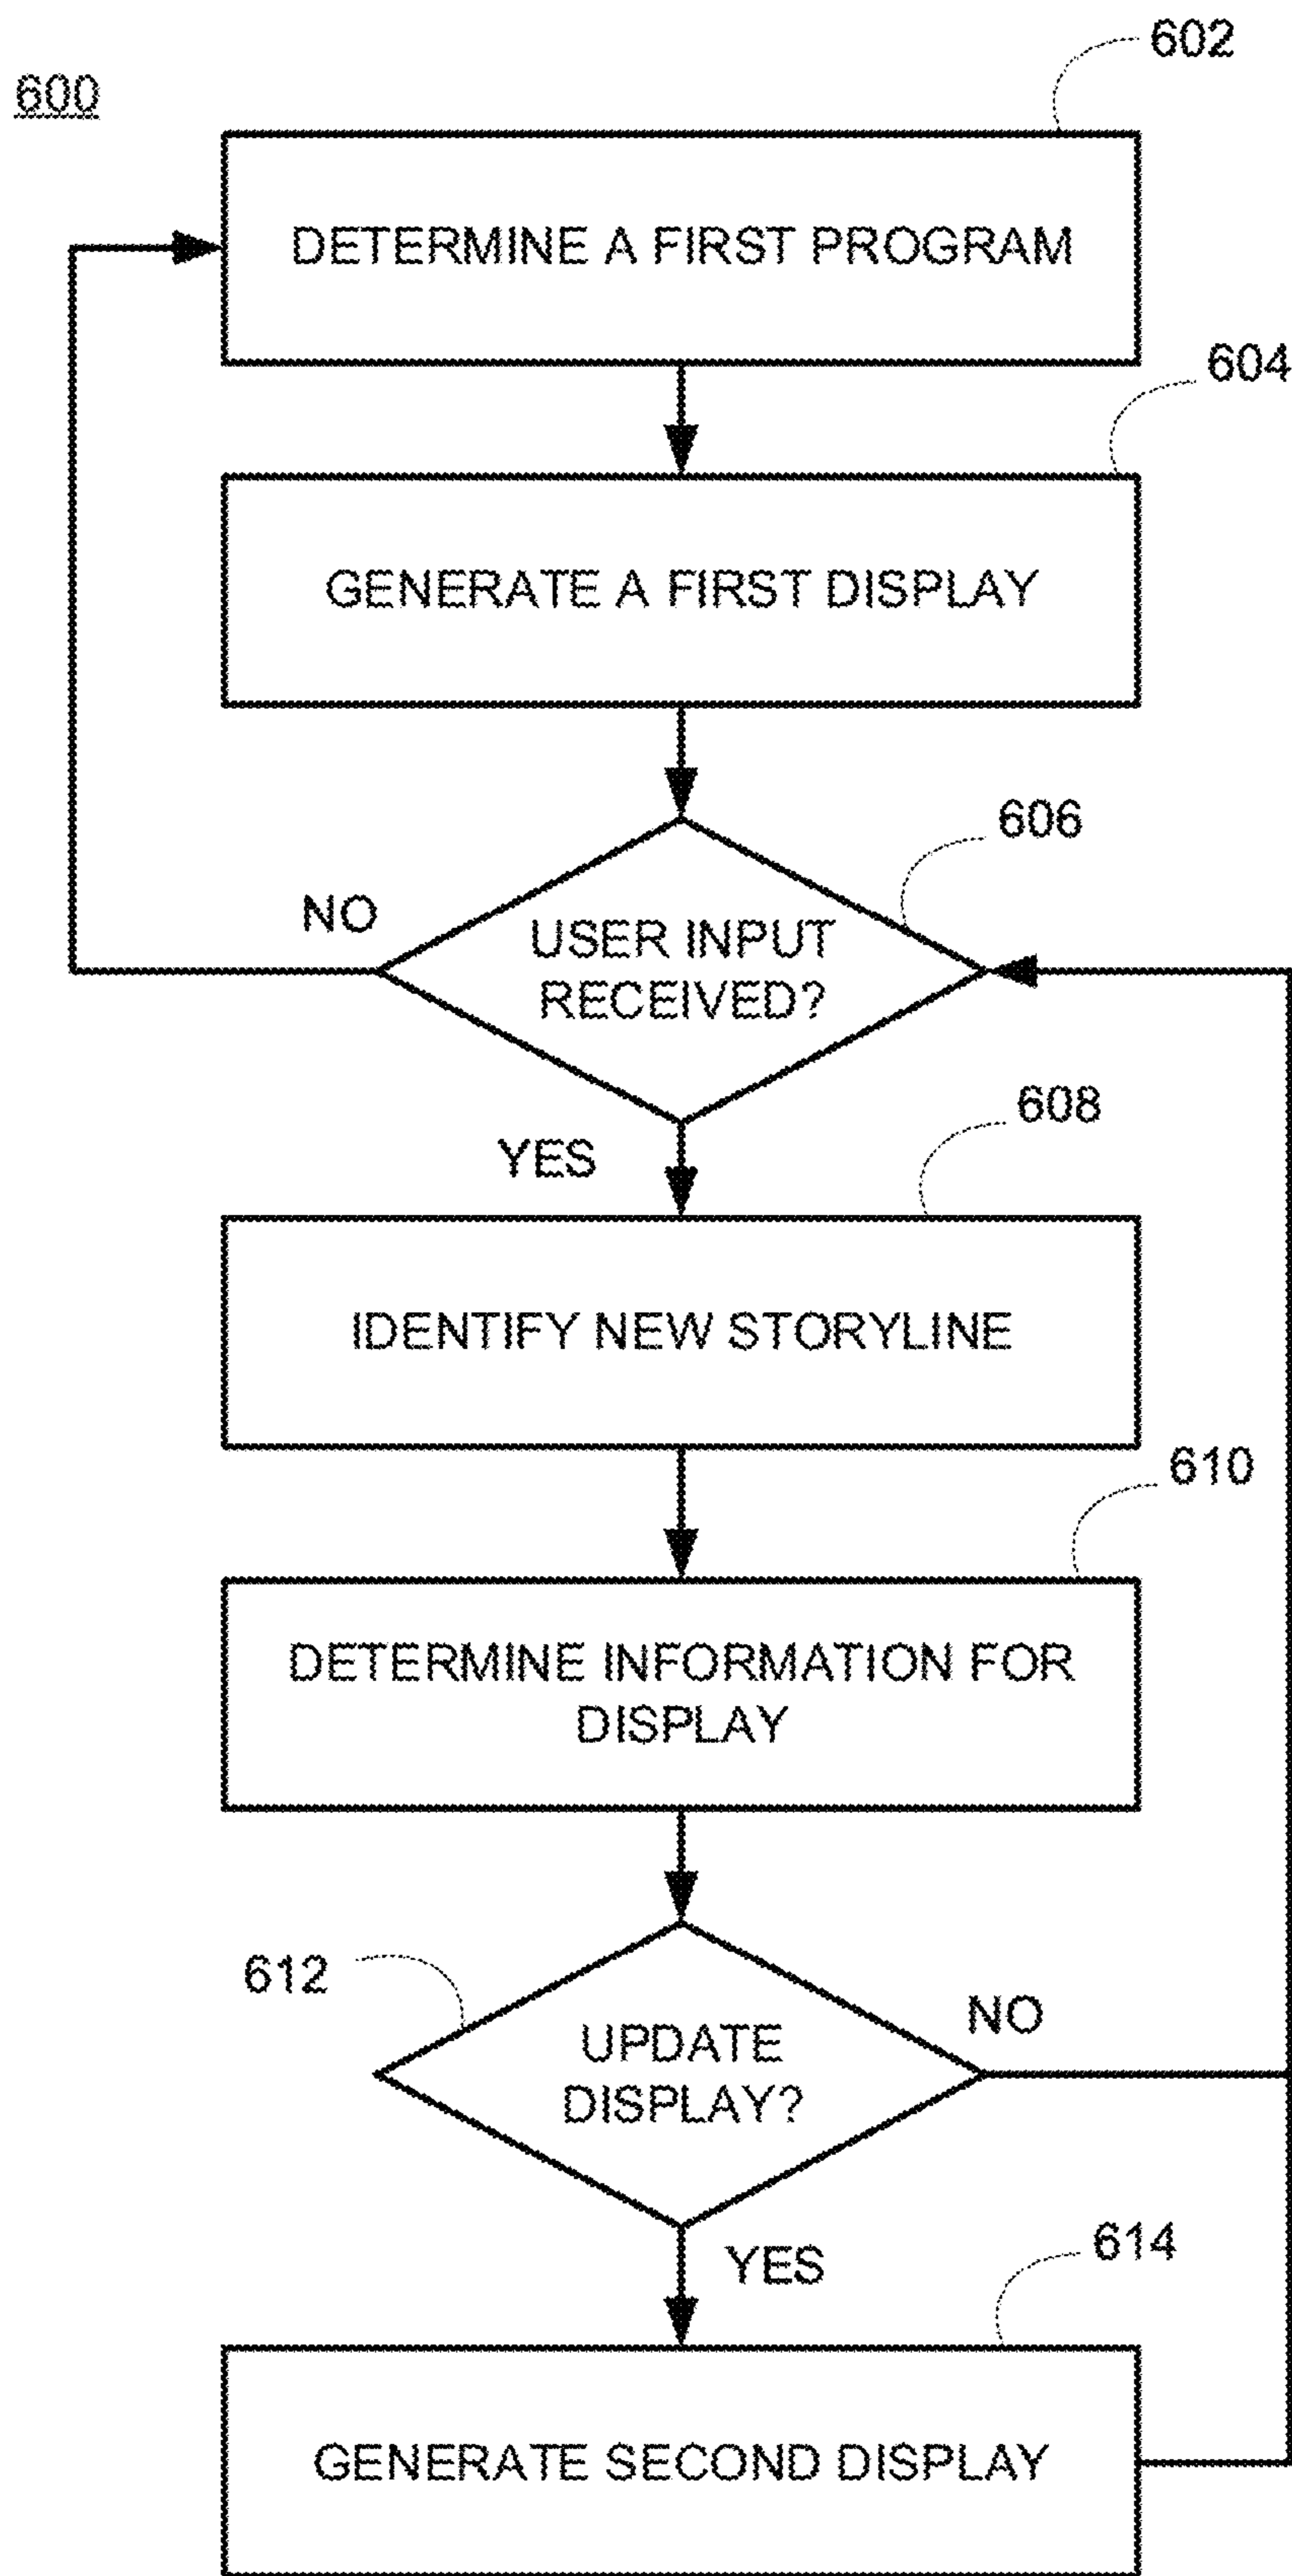 602
600
DETERMINE A FIRST PROGRAM
604
GENERATE A FIRST DISPLAY
606
NO
USER INPUT
RECEIVED?
608
YES
IDENTIFY NEW STORYLINE
610
DETERMINE INFORMATION FOR
DISPLAY
612
NO
UPDATE
DISPLAY?
614
YES
GENERATE SECOND DISPLAY